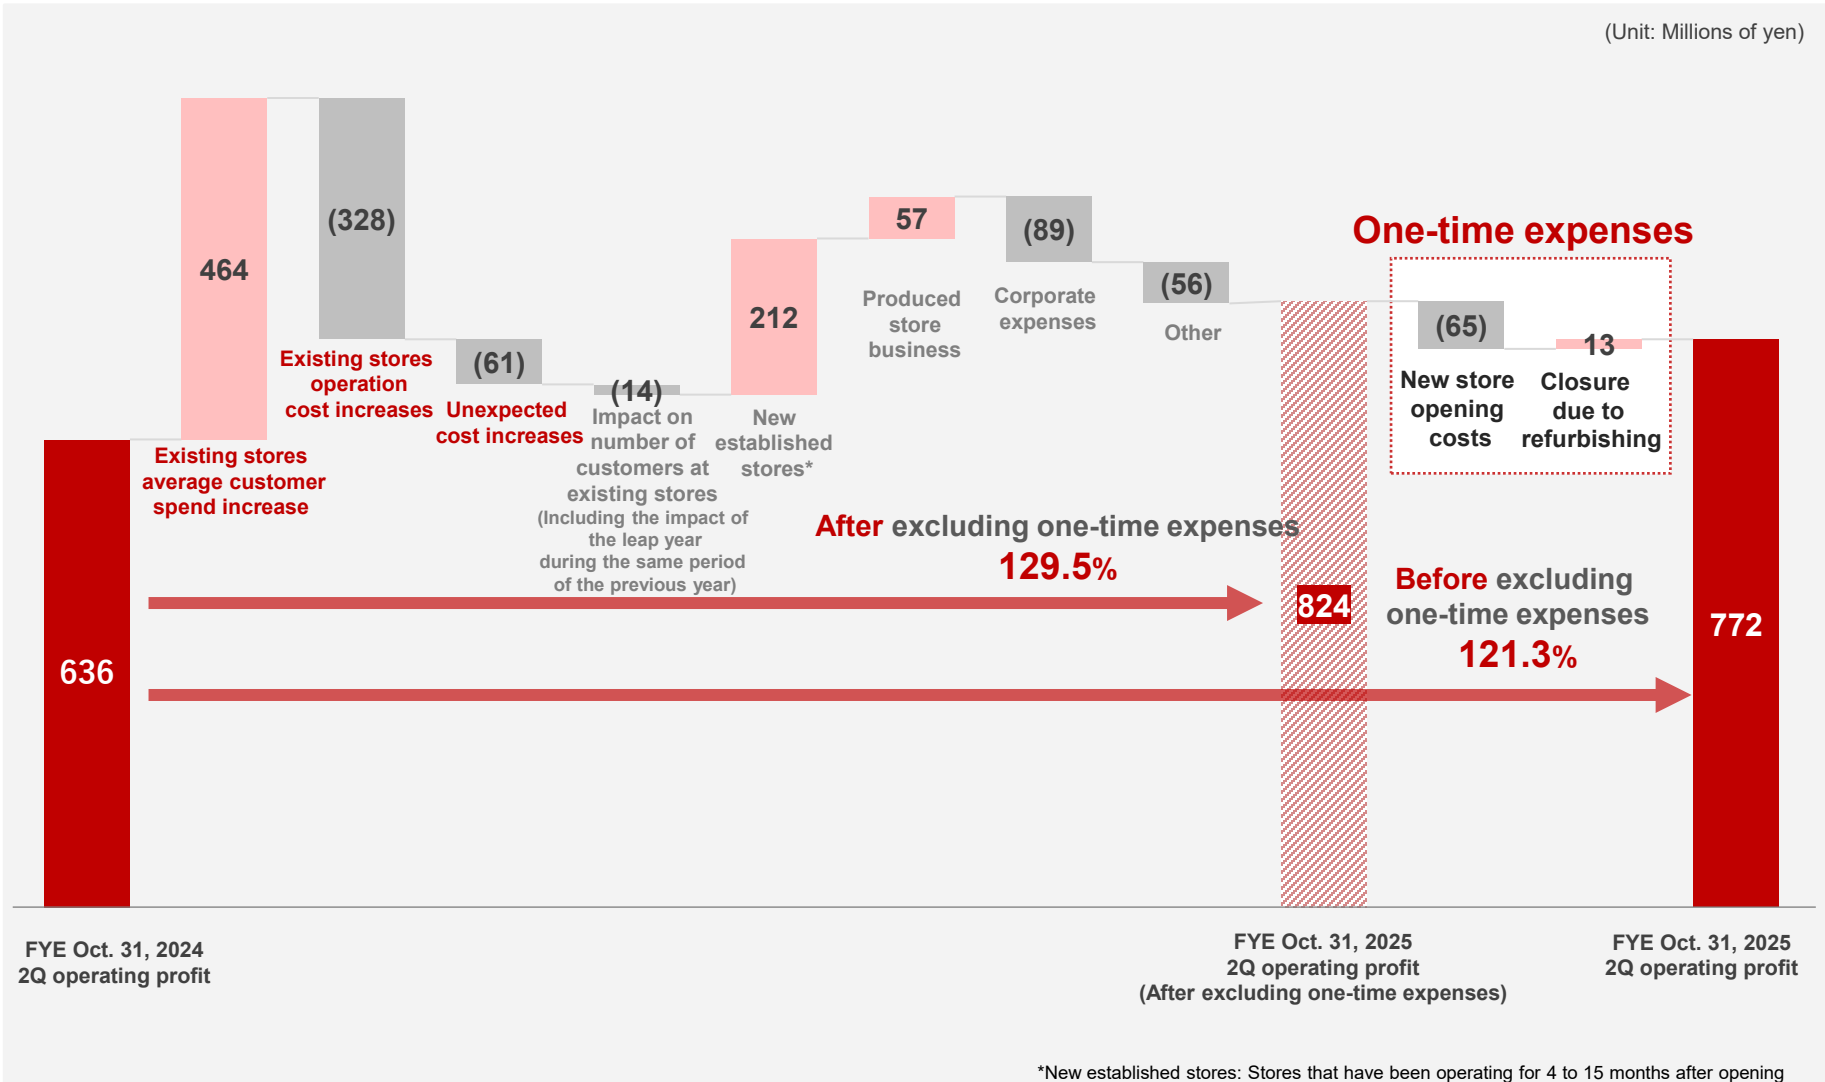 (Unit: Millions of yen)
464
(328)
(61)
(14)
212
57
(89)
(56)
One-time expenses
(65)
13
Existing stores
average customer
spend increase
Existing stores
operation
cost increases
Unexpected
cost increases
Impact on
number of
customers at
existing stores
(Including the impact of
the leap year
during the same period
of the previous year)
New
established
stores*
Produced
store
business
Corporate
expenses
Other
New store
opening
costs
Closure
due to
refurbishing
After excluding one-time expenses
129.5%
Before excluding
one-time expenses
121.3%
636
824
772
FYE Oct. 31, 2024
2Q operating profit
FYE Oct. 31, 2025
2Q operating profit
(After excluding one-time expenses)
FYE Oct. 31, 2025
2Q operating profit
*New established stores: Stores that have been operating for 4 to 15 months after opening